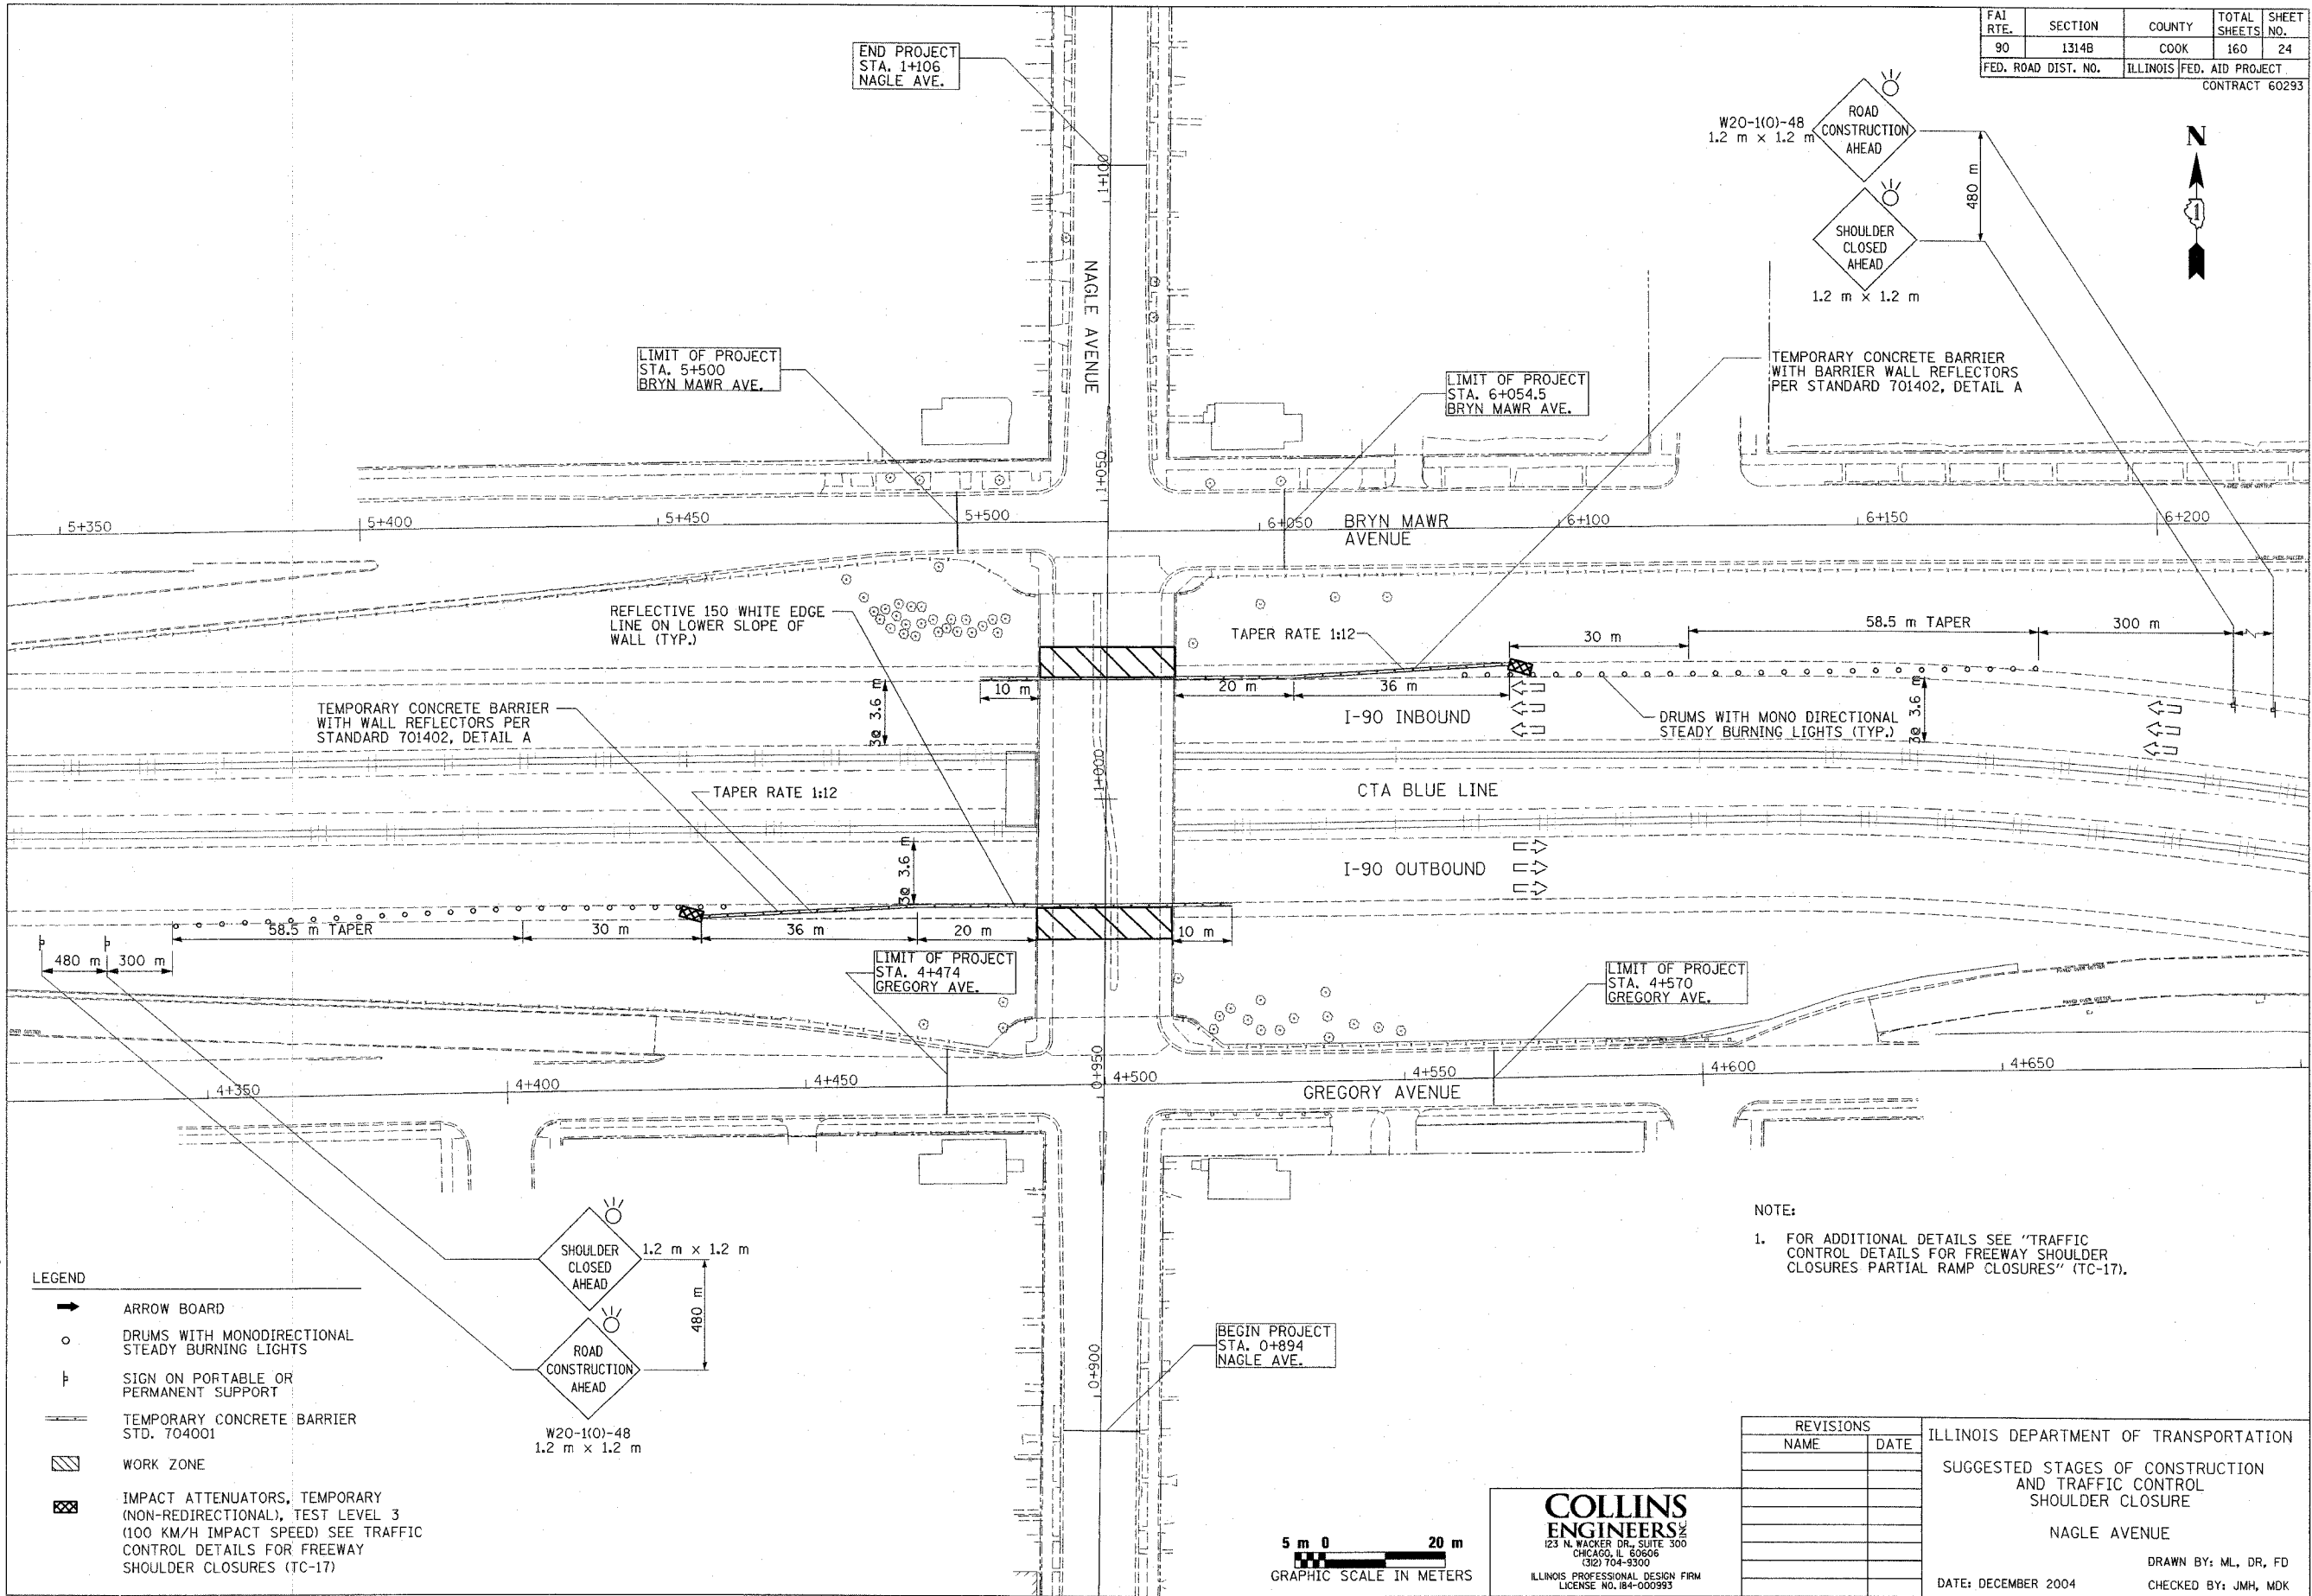 FAI RTE. SECTION COUNTY TOTAL SHEETS SHEET NO.
90 1314B COOK 160 24
FED. ROAD DIST. NO. ILLINOIS FED. AID PROJECT
CONTRACT 60293
END PROJECT
STA. 1+106
NAGLE AVE.
W20-1(O)-48
1.2 m × 1.2 m
ROAD
CONSTRUCTION
AHEAD
480 m
SHOULDER
CLOSED
AHEAD
1.2 m × 1.2 m
N
1
1+100
NAGLE AVENUE
LIMIT OF PROJECT
STA. 5+500
BRYN MAWR AVE.
LIMIT OF PROJECT
STA. 6+054.5
BRYN MAWR AVE.
TEMPORARY CONCRETE BARRIER
WITH BARRIER WALL REFLECTORS
PER STANDARD 701402, DETAIL A
1+050
5+350
5+400
5+450
5+500
6+050
BRYN MAWR
AVENUE
6+100
6+150
6+200
REFLECTIVE 150 WHITE EDGE
LINE ON LOWER SLOPE OF
WALL (TYP.)
TAPER RATE 1:12
30 m
58.5 m TAPER
300 m
10 m
20 m
36 m
TEMPORARY CONCRETE BARRIER
WITH WALL REFLECTORS PER
STANDARD 701402, DETAIL A
3@ 3.6 m
I-90 INBOUND
DRUMS WITH MONO DIRECTIONAL
STEADY BURNING LIGHTS (TYP.)
3@ 3.6 m
1+000
TAPER RATE 1:12
CTA BLUE LINE
3@ 3.6 m
I-90 OUTBOUND
58.5 m TAPER
30 m
36 m
20 m
10 m
480 m
300 m
LIMIT OF PROJECT
STA. 4+474
GREGORY AVE.
LIMIT OF PROJECT
STA. 4+570
GREGORY AVE.
0+950
4+350
4+400
4+450
4+500
4+550
4+600
4+650
GREGORY AVENUE
SHOULDER
CLOSED
AHEAD
1.2 m × 1.2 m
480 m
ROAD
CONSTRUCTION
AHEAD
W20-1(O)-48
1.2 m × 1.2 m
BEGIN PROJECT
STA. 0+894
NAGLE AVE.
0+900
NOTE:
1. FOR ADDITIONAL DETAILS SEE "TRAFFIC
CONTROL DETAILS FOR FREEWAY SHOULDER
CLOSURES PARTIAL RAMP CLOSURES" (TC-17).
LEGEND
ARROW BOARD
DRUMS WITH MONODIRECTIONAL
STEADY BURNING LIGHTS
SIGN ON PORTABLE OR
PERMANENT SUPPORT
TEMPORARY CONCRETE BARRIER
STD. 704001
WORK ZONE
IMPACT ATTENUATORS, TEMPORARY
(NON-REDIRECTIONAL), TEST LEVEL 3
(100 KM/H IMPACT SPEED) SEE TRAFFIC
CONTROL DETAILS FOR FREEWAY
SHOULDER CLOSURES (TC-17)
5 m 0 20 m
GRAPHIC SCALE IN METERS
COLLINS
ENGINEERS INC
123 N. WACKER DR., SUITE 300
CHICAGO, IL 60606
(312) 704-9300
ILLINOIS PROFESSIONAL DESIGN FIRM
LICENSE NO. 184-000993
REVISIONS
NAME DATE
ILLINOIS DEPARTMENT OF TRANSPORTATION
SUGGESTED STAGES OF CONSTRUCTION
AND TRAFFIC CONTROL
SHOULDER CLOSURE
NAGLE AVENUE
DRAWN BY: ML, DR, FD
DATE: DECEMBER 2004
CHECKED BY: JMH, MDK